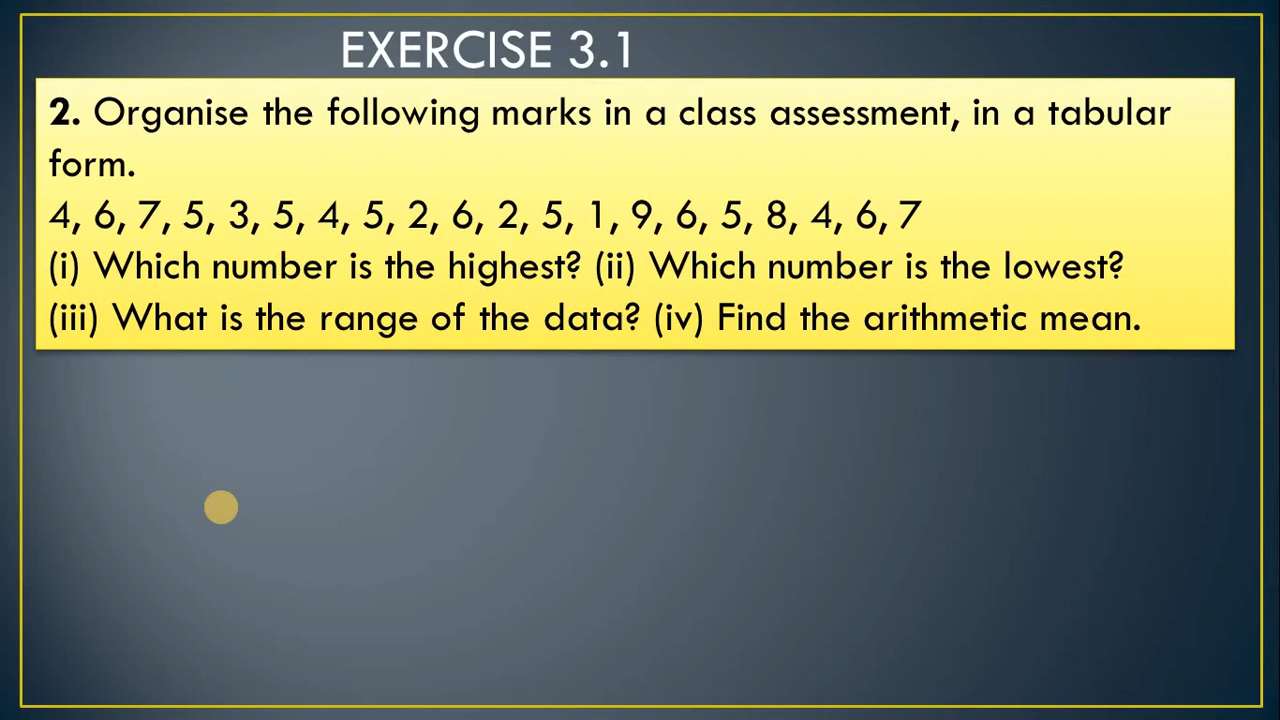 EXERCISE 3.1
2. Organise the following marks in a class assessment, in a tabular
form.
4, 6, 7, 5, 3, 5, 4, 5, 2, 6, 2, 5, 1, 9, 6, 5, 8, 4, 6, 7
(i) Which number is the highest? (ii) Which number is the lowest?
(iii) What is the range of the data? (iv) Find the arithmetic mean.